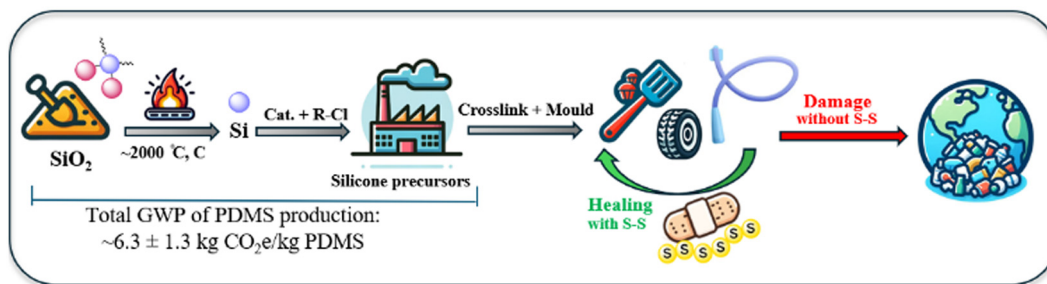 SiO₂
~2000 °C, C
Si
Cat. + R-Cl
Silicone precursors
Crosslink + Mould
Damage
without S-S
Healing
with S-S
S S S S S S
Total GWP of PDMS production:
~6.3 ± 1.3 kg CO₂e/kg PDMS